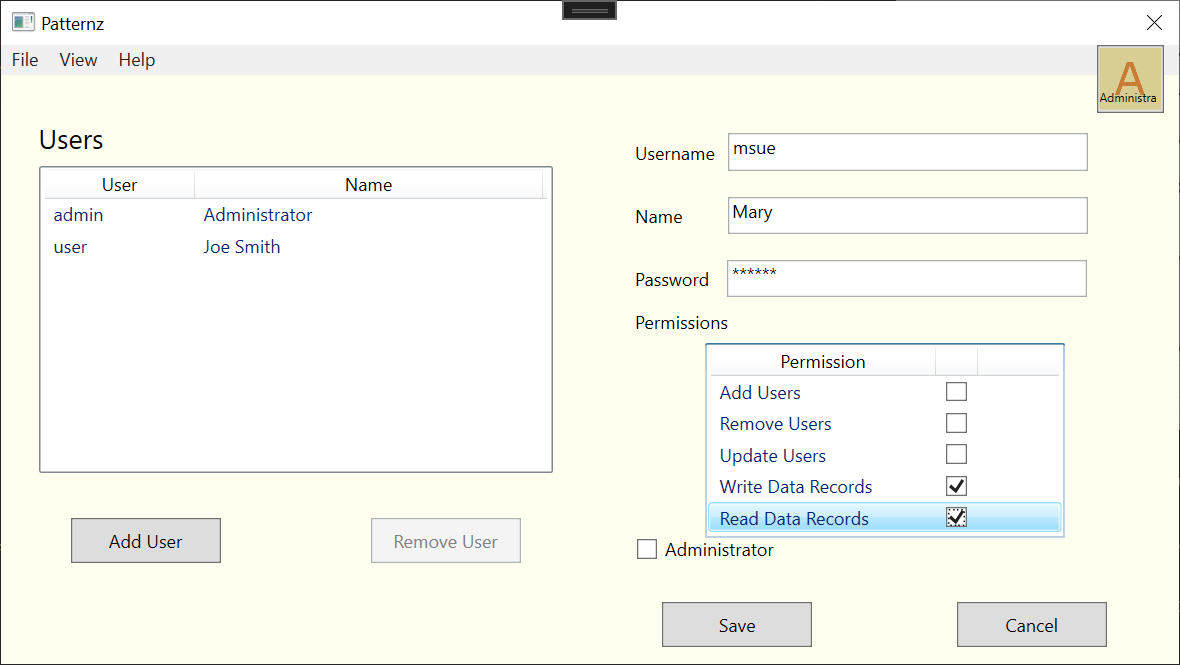 Patternz
File View Help
A
Administra
Users
User Name
admin Administrator
user Joe Smith
Add User Remove User
Username msue
Name Mary
Password ******
Permissions
Permission
Add Users
Remove Users
Update Users
Write Data Records
Read Data Records
Administrator
Save Cancel